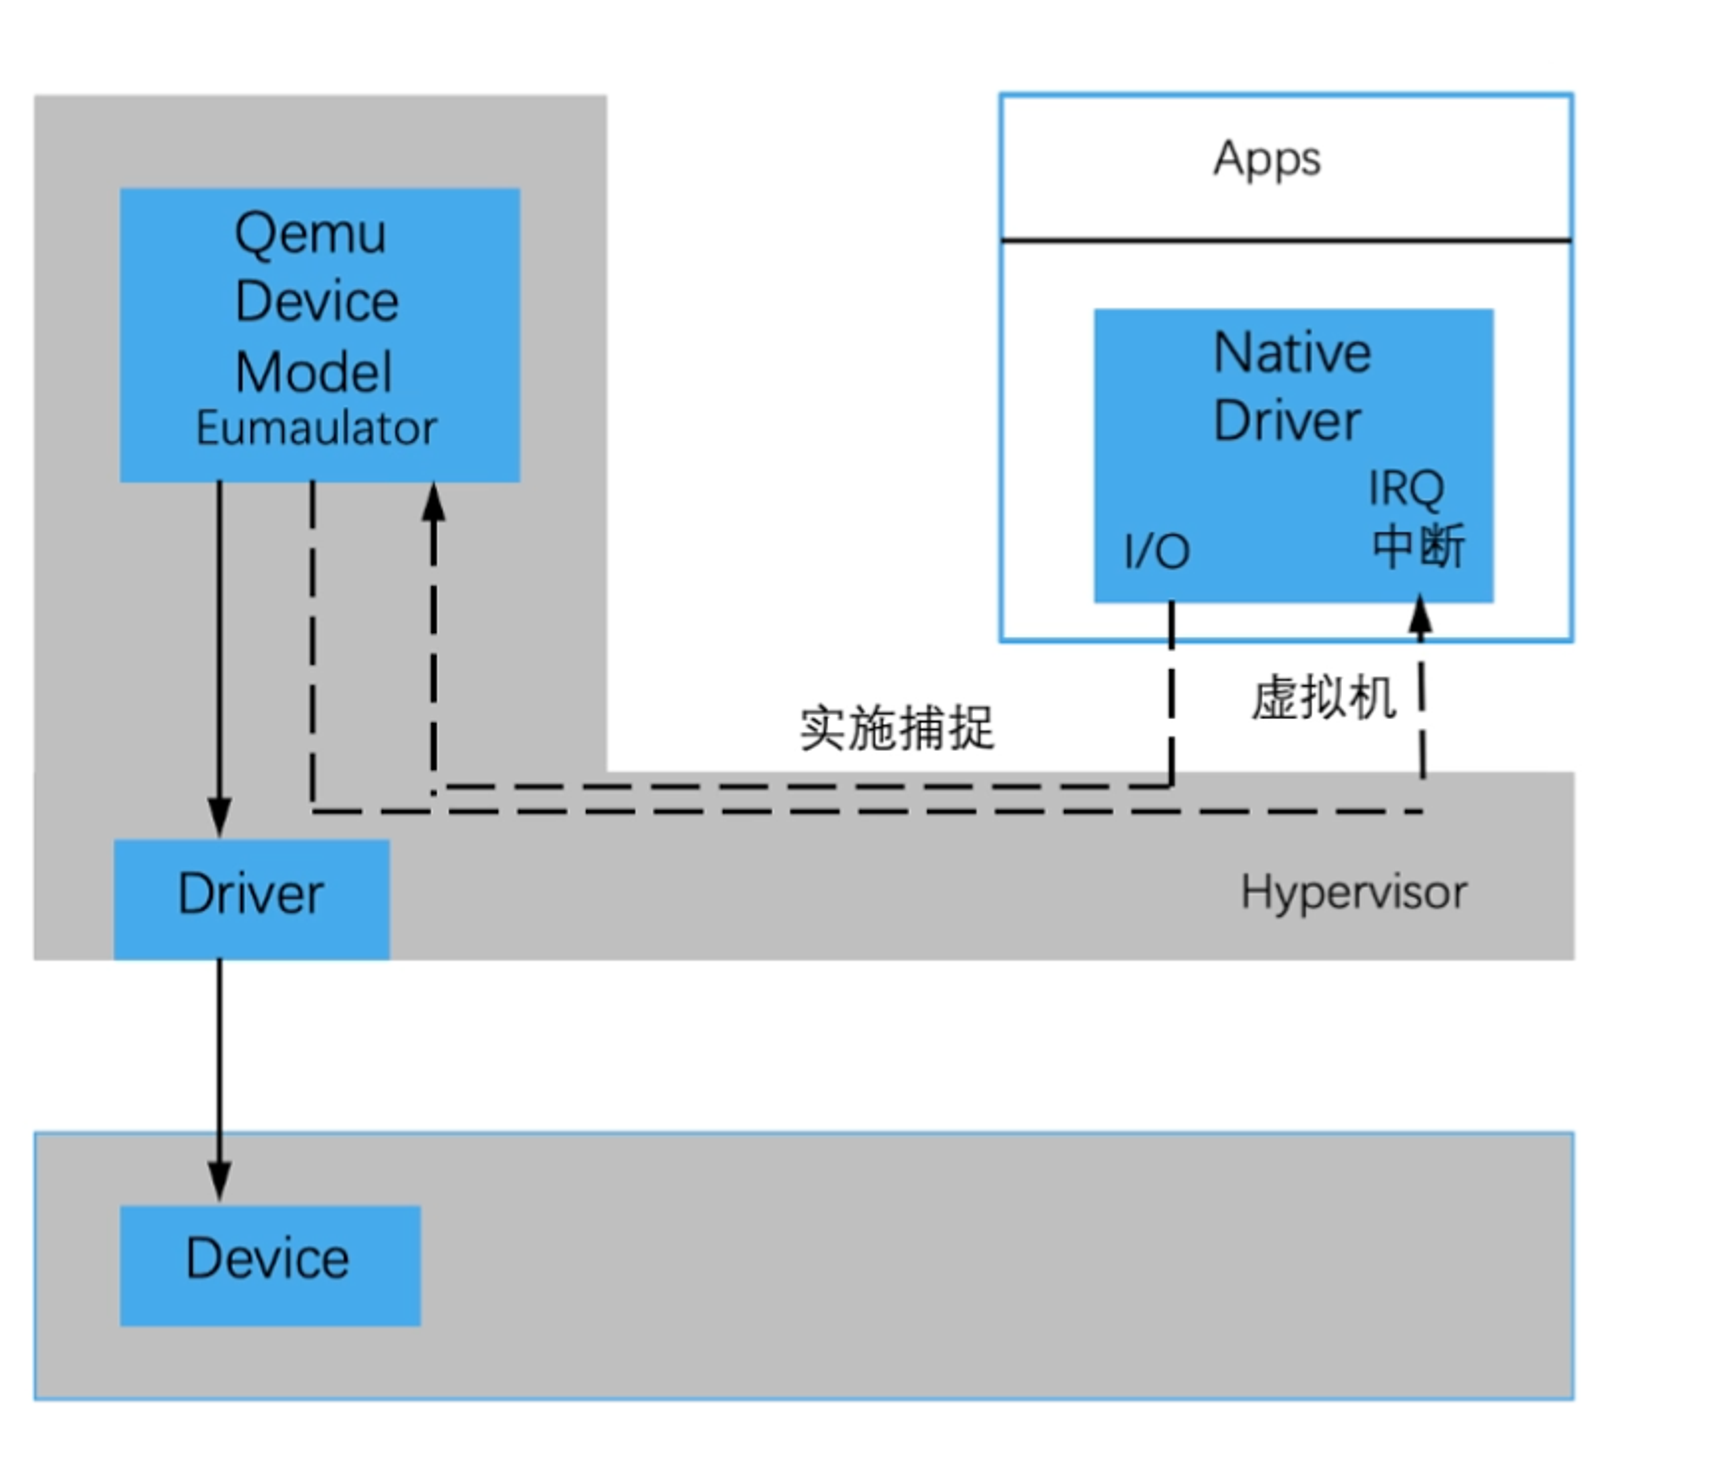 Qemu
Device
Model
Eumaulator
Apps
Native
Driver
IRQ
中断
I/O
虚拟机
实施捕捉
Driver
Hypervisor
Device